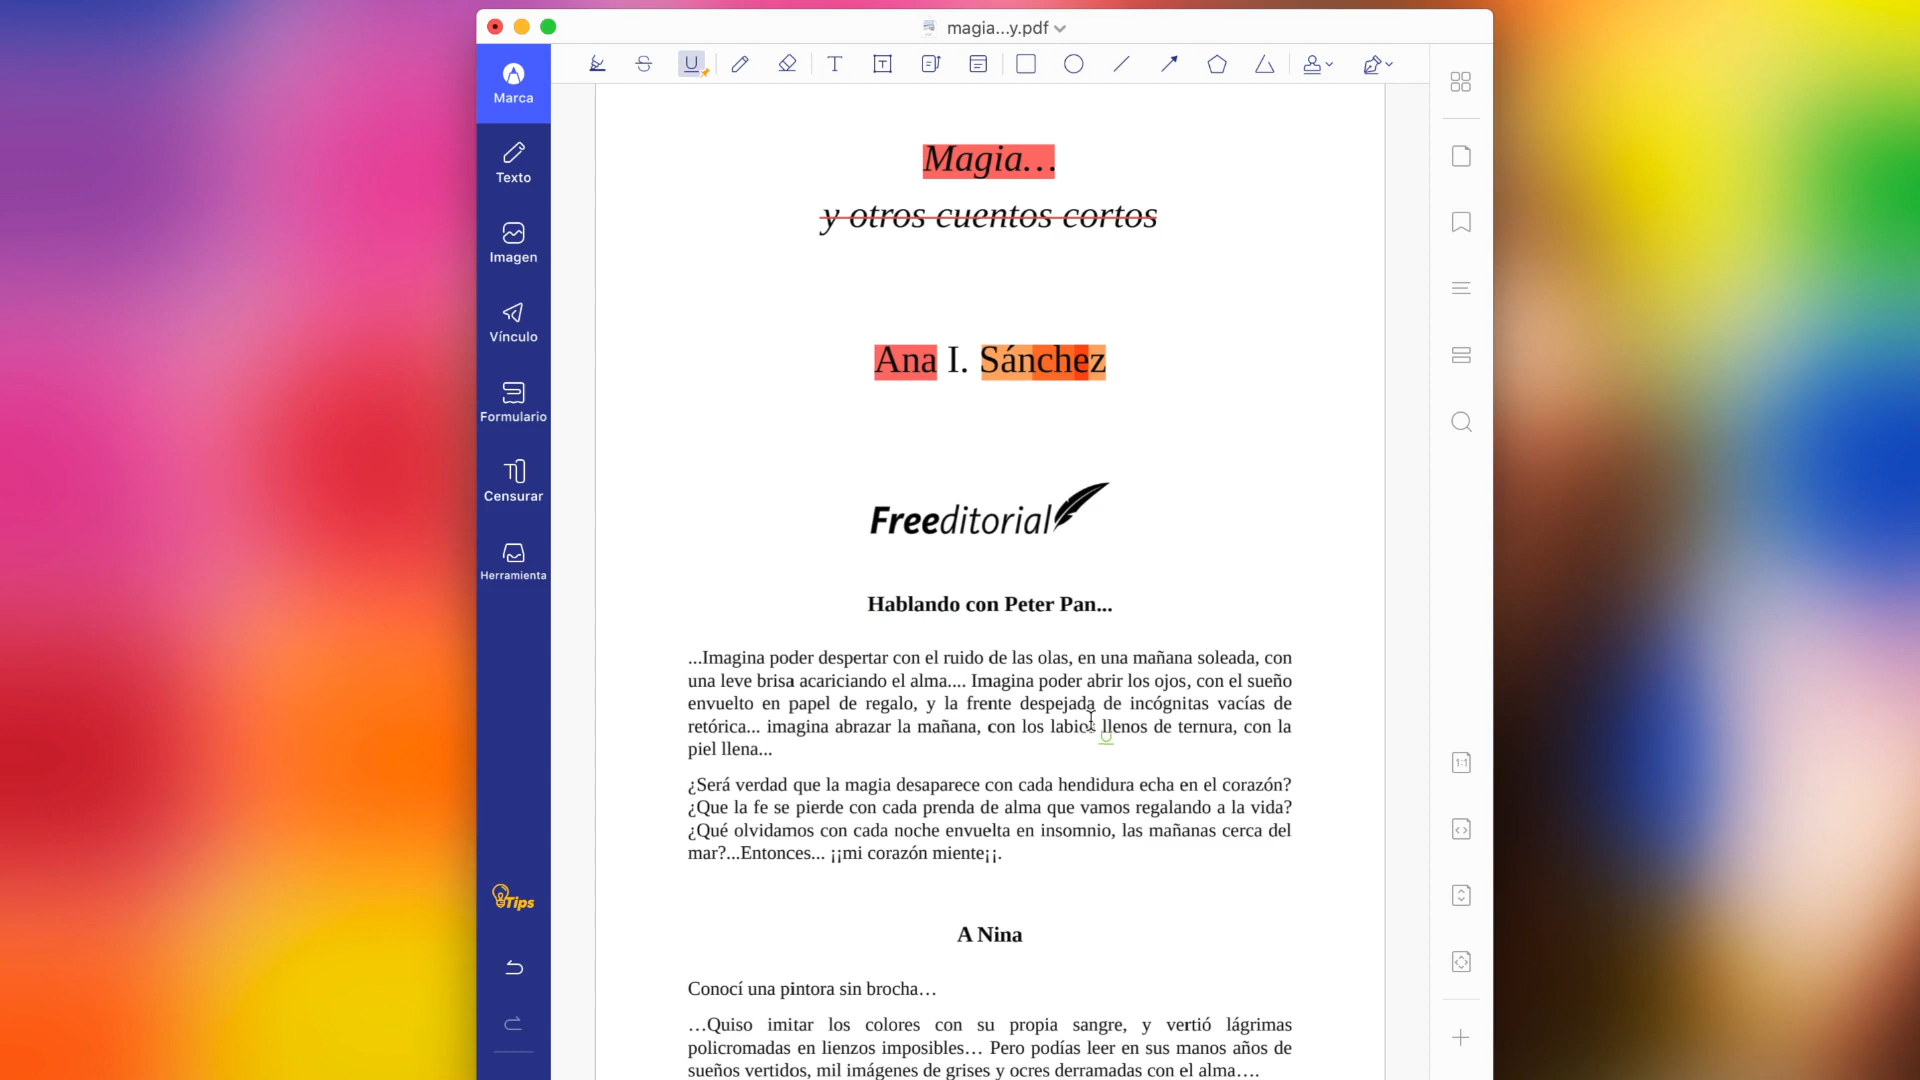 magia...y.pdf
Marca
Texto
Imagen
Vínculo
Formulario
Censurar
Herramienta
Tips
Magia…
y otros cuentos cortos
Ana I. Sánchez
Freeditorial
Hablando con Peter Pan...
...Imagina poder despertar con el ruido de las olas, en una mañana soleada, con
una leve brisa acariciando el alma.... Imagina poder abrir los ojos, con el sueño
envuelto en papel de regalo, y la frente despejada de incógnitas vacías de
retórica... imagina abrazar la mañana, con los labios llenos de ternura, con la
piel llena...
¿Será verdad que la magia desaparece con cada hendidura echa en el corazón?
¿Que la fe se pierde con cada prenda de alma que vamos regalando a la vida?
¿Qué olvidamos con cada noche envuelta en insomnio, las mañanas cerca del
mar?...Entonces... ¡¡mi corazón miente¡¡.
A Nina
Conocí una pintora sin brocha…
…Quiso imitar los colores con su propia sangre, y vertió lágrimas
policromadas en lienzos imposibles… Pero podías leer en sus manos años de
sueños vertidos, mil imágenes de grises y ocres derramadas con el alma….
1:1